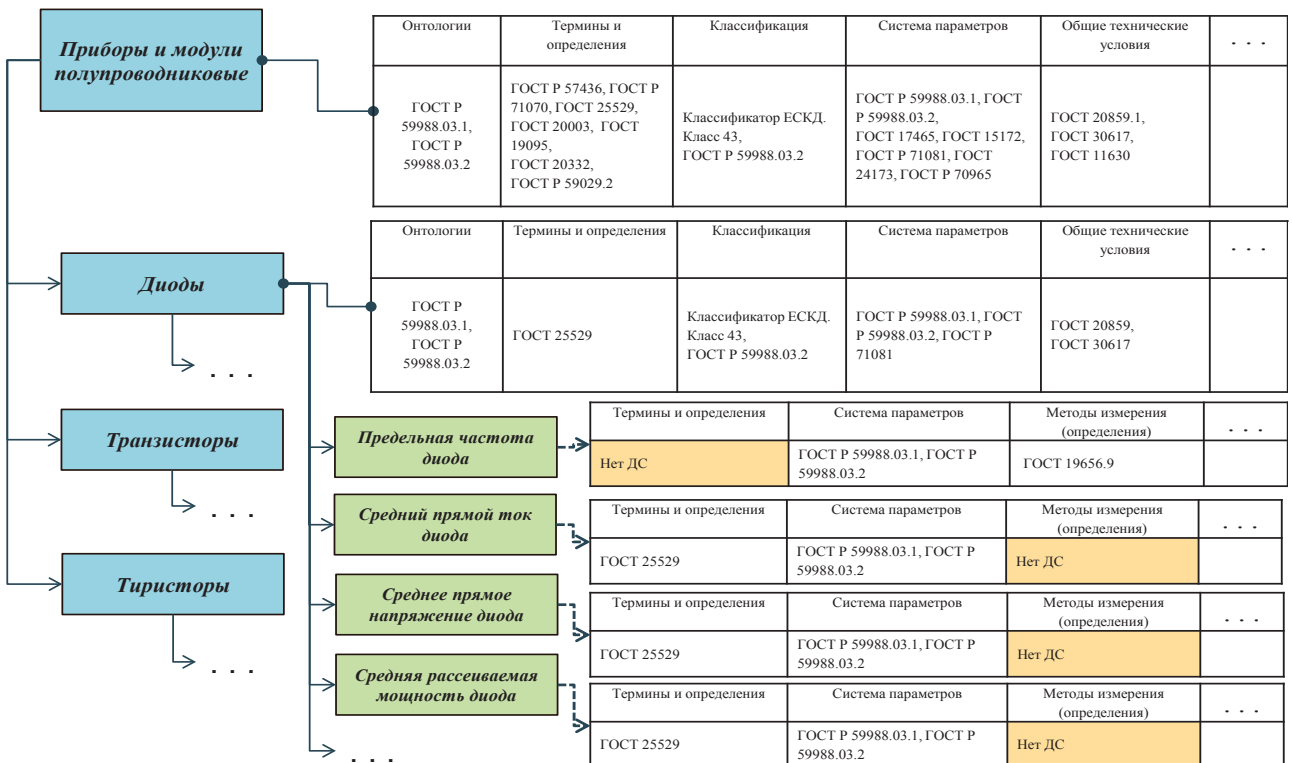 Приборы и модули
полупроводниковые
Онтологии
Термины и
определения
Классификация
Система параметров
Общие технические
условия
. . .
ГОСТ Р
59988.03.1,
ГОСТ Р
59988.03.2
ГОСТ Р 57436, ГОСТ Р
71070, ГОСТ 25529,
ГОСТ 20003, ГОСТ
19095,
ГОСТ 20332,
ГОСТ Р 59029.2
Классификатор ЕСКД.
Класс 43,
ГОСТ Р 59988.03.2
ГОСТ Р 59988.03.1, ГОСТ
Р 59988.03.2,
ГОСТ 17465, ГОСТ 15172,
ГОСТ Р 71081, ГОСТ
24173, ГОСТ Р 70965
ГОСТ 20859.1,
ГОСТ 30617,
ГОСТ 11630
Диоды
. . .
Онтологии
Термины и определения
Классификация
Система параметров
Общие технические
условия
. . .
ГОСТ Р
59988.03.1,
ГОСТ Р
59988.03.2
ГОСТ 25529
Классификатор ЕСКД.
Класс 43,
ГОСТ Р 59988.03.2
ГОСТ Р 59988.03.1, ГОСТ
Р 59988.03.2, ГОСТ Р
71081
ГОСТ 20859,
ГОСТ 30617
Транзисторы
. . .
Тиристоры
. . .
Предельная частота
диода
Термины и определения
Система параметров
Методы измерения
(определения)
. . .
Нет ДС
ГОСТ Р 59988.03.1, ГОСТ Р
59988.03.2
ГОСТ 19656.9
Средний прямой ток
диода
Термины и определения
Система параметров
Методы измерения
(определения)
. . .
ГОСТ 25529
ГОСТ Р 59988.03.1, ГОСТ Р
59988.03.2
Нет ДС
Среднее прямое
напряжение диода
Термины и определения
Система параметров
Методы измерения
(определения)
. . .
ГОСТ 25529
ГОСТ Р 59988.03.1, ГОСТ Р
59988.03.2
Нет ДС
Средняя рассеиваемая
мощность диода
Термины и определения
Система параметров
Методы измерения
(определения)
. . .
ГОСТ 25529
ГОСТ Р 59988.03.1, ГОСТ Р
59988.03.2
Нет ДС
. . .